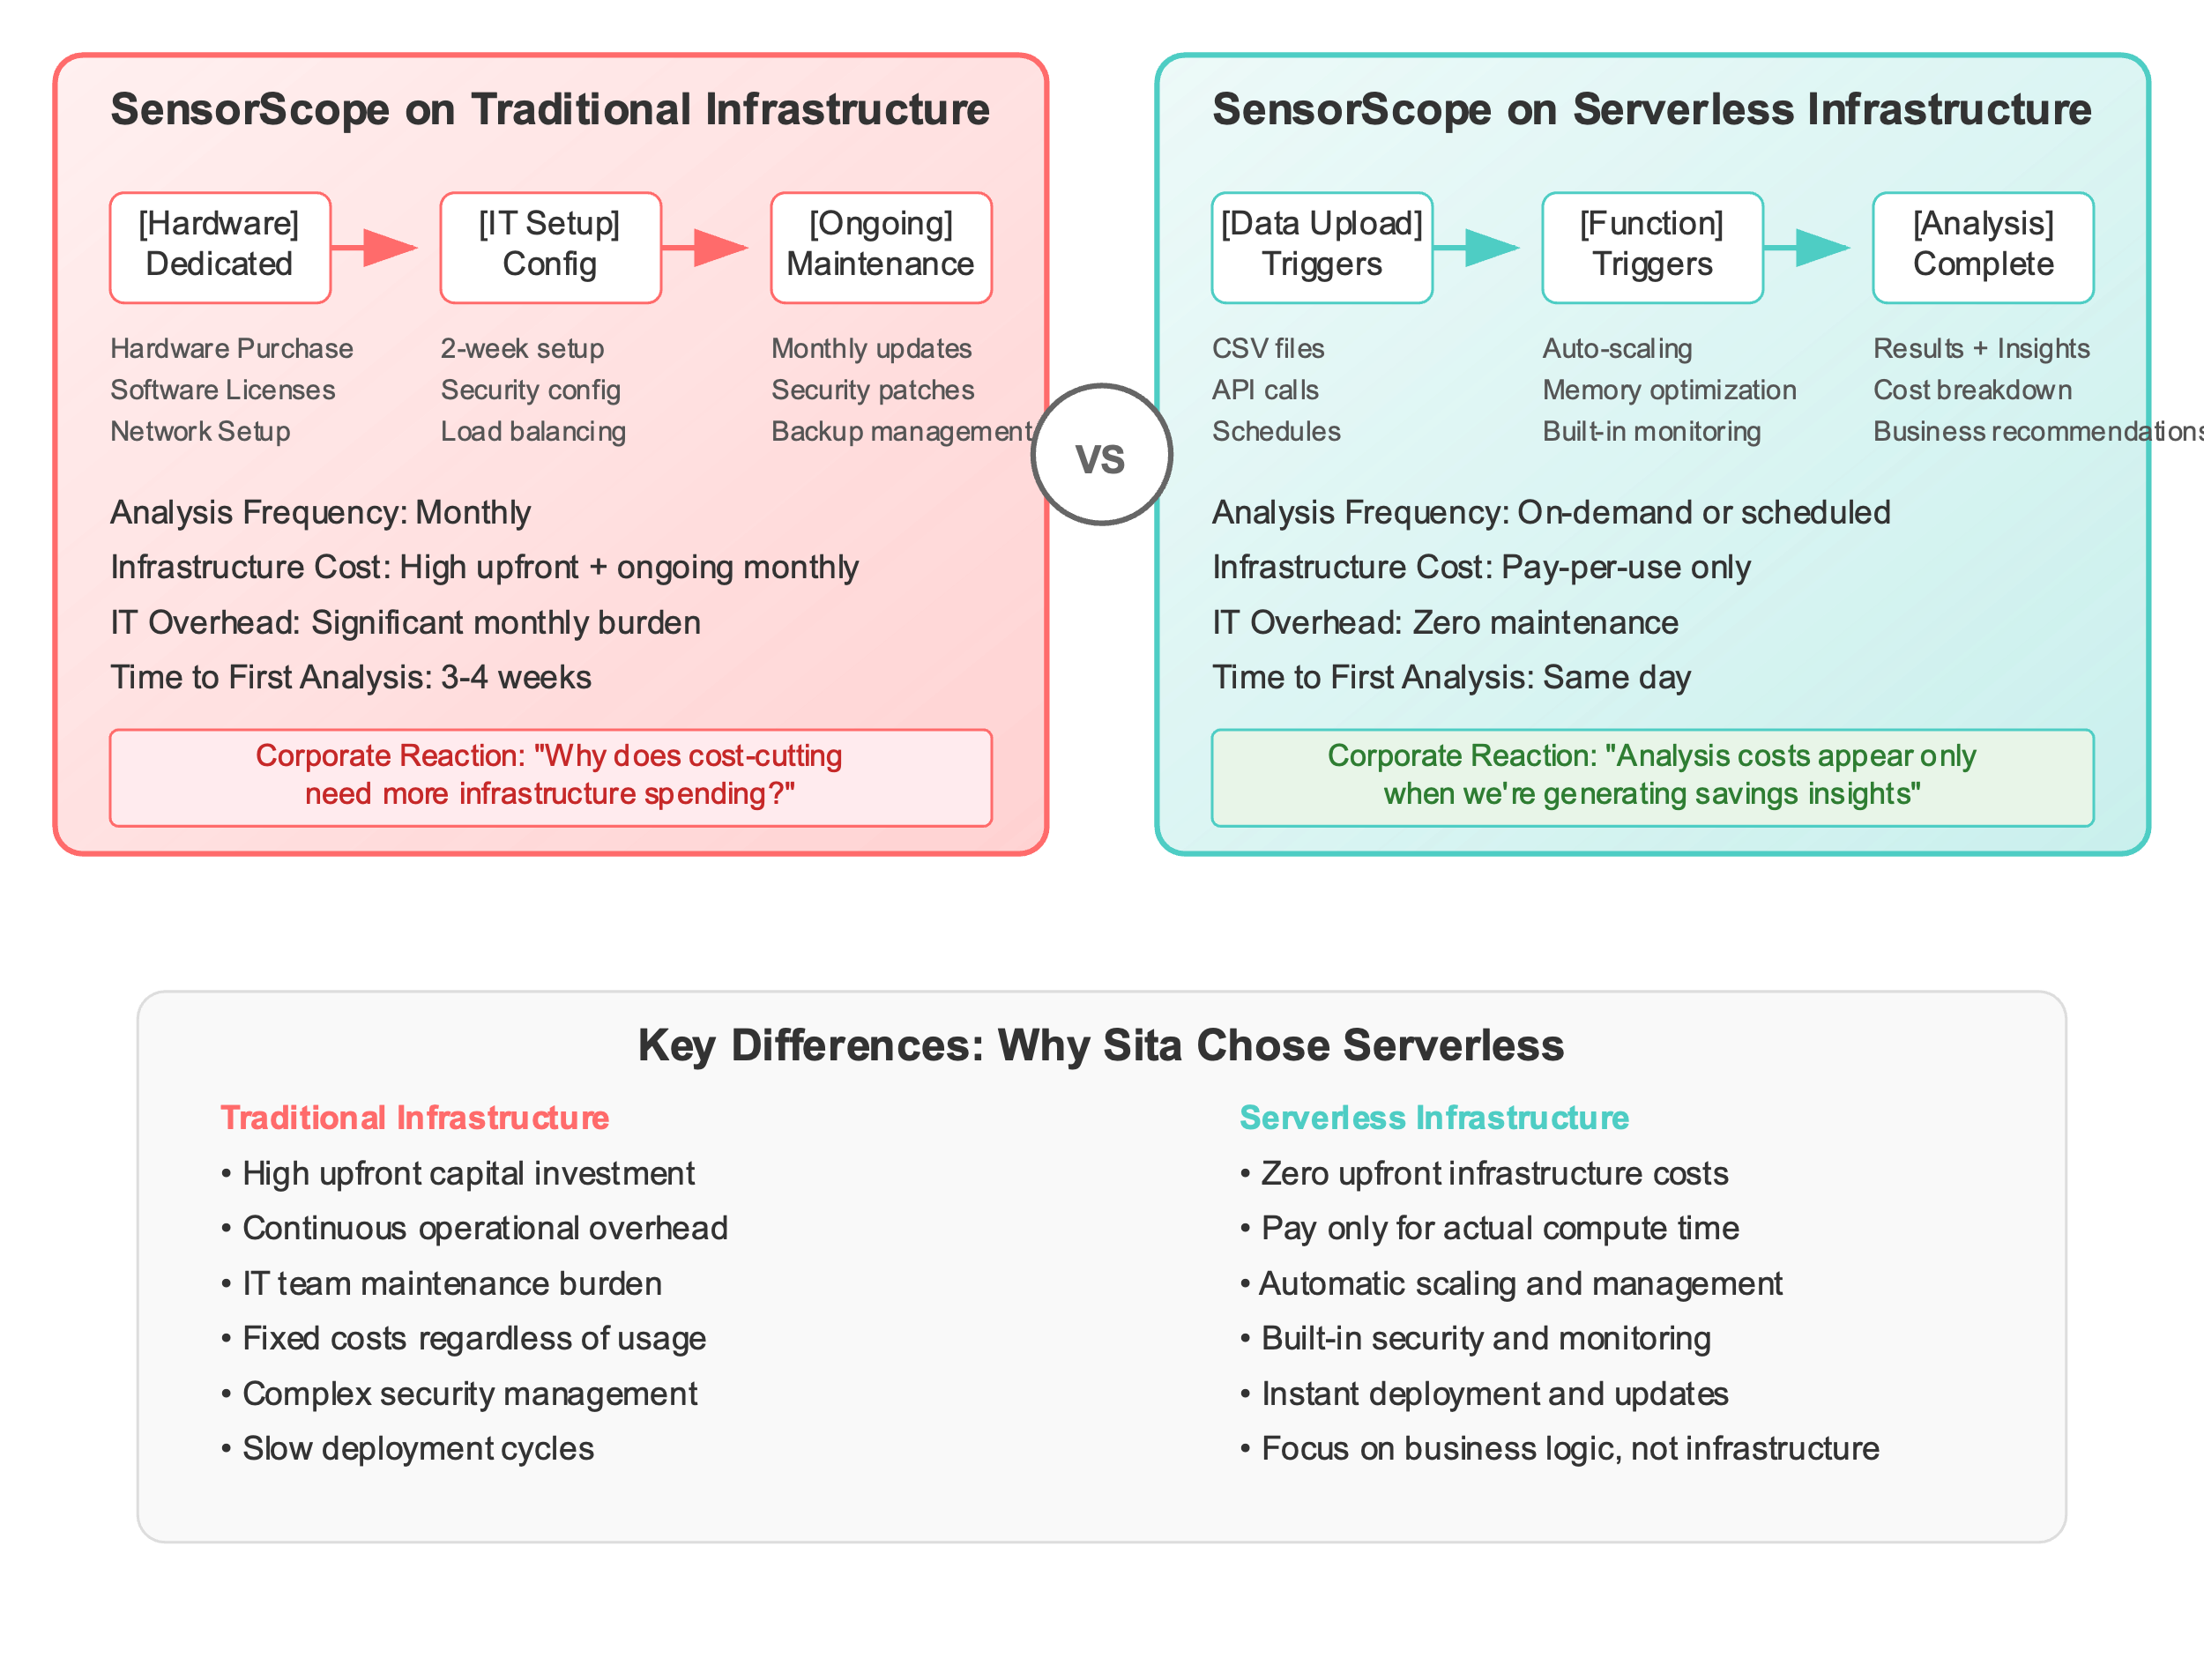 SensorScope on Traditional Infrastructure
[Hardware]
Dedicated
[IT Setup]
Config
[Ongoing]
Maintenance
Hardware Purchase
Software Licenses
Network Setup
2-week setup
Security config
Load balancing
Monthly updates
Security patches
Backup management
Analysis Frequency: Monthly
Infrastructure Cost: High upfront + ongoing monthly
IT Overhead: Significant monthly burden
Time to First Analysis: 3-4 weeks
Corporate Reaction: "Why does cost-cutting
need more infrastructure spending?"
VS
SensorScope on Serverless Infrastructure
[Data Upload]
Triggers
[Function]
Triggers
[Analysis]
Complete
CSV files
API calls
Schedules
Auto-scaling
Memory optimization
Built-in monitoring
Results + Insights
Cost breakdown
Business recommendations
Analysis Frequency: On-demand or scheduled
Infrastructure Cost: Pay-per-use only
IT Overhead: Zero maintenance
Time to First Analysis: Same day
Corporate Reaction: "Analysis costs appear only
when we're generating savings insights"
Key Differences: Why Sita Chose Serverless
Traditional Infrastructure
• High upfront capital investment
• Continuous operational overhead
• IT team maintenance burden
• Fixed costs regardless of usage
• Complex security management
• Slow deployment cycles
Serverless Infrastructure
• Zero upfront infrastructure costs
• Pay only for actual compute time
• Automatic scaling and management
• Built-in security and monitoring
• Instant deployment and updates
• Focus on business logic, not infrastructure